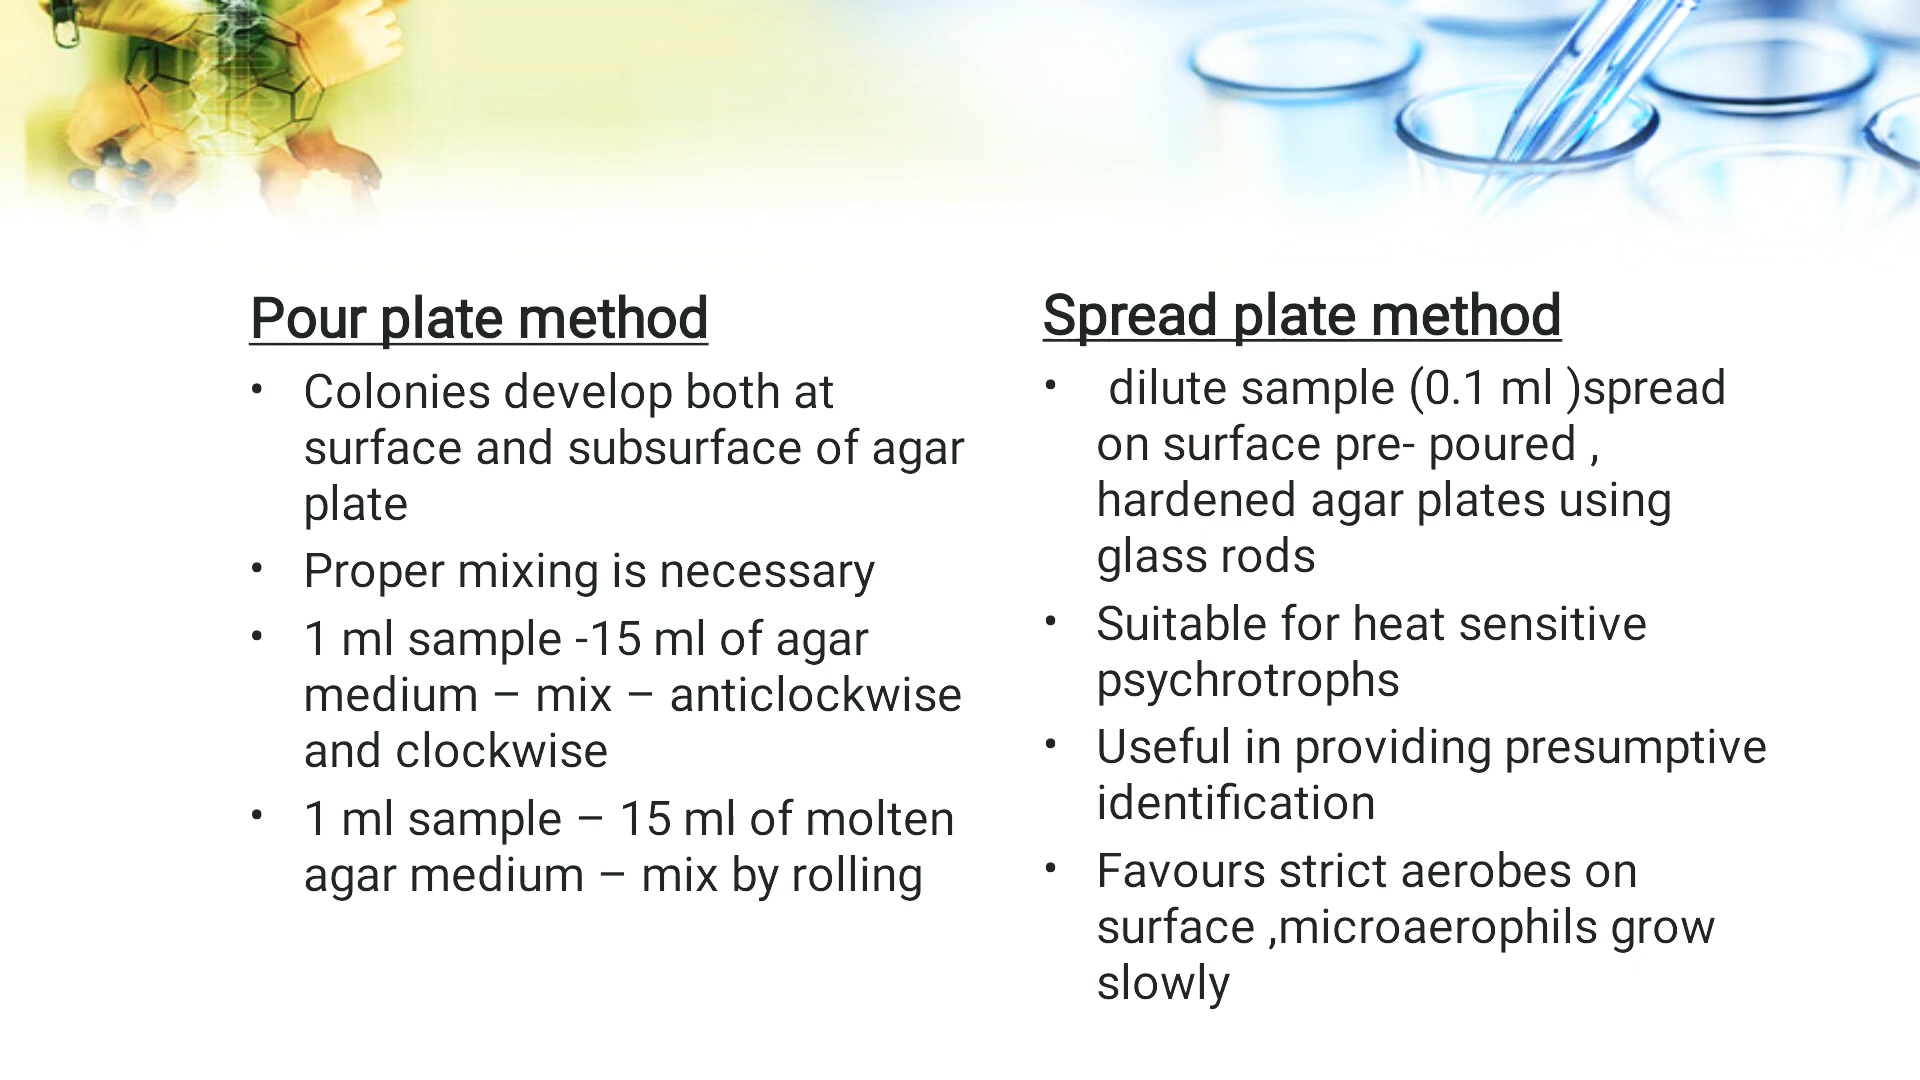 Pour plate method
• Colonies develop both at
surface and subsurface of agar
plate
• Proper mixing is necessary
• 1 ml sample -15 ml of agar
medium – mix – anticlockwise
and clockwise
• 1 ml sample – 15 ml of molten
agar medium – mix by rolling
Spread plate method
• dilute sample (0.1 ml )spread
on surface pre- poured ,
hardened agar plates using
glass rods
• Suitable for heat sensitive
psychrotrophs
• Useful in providing presumptive
identification
• Favours strict aerobes on
surface ,microaerophils grow
slowly